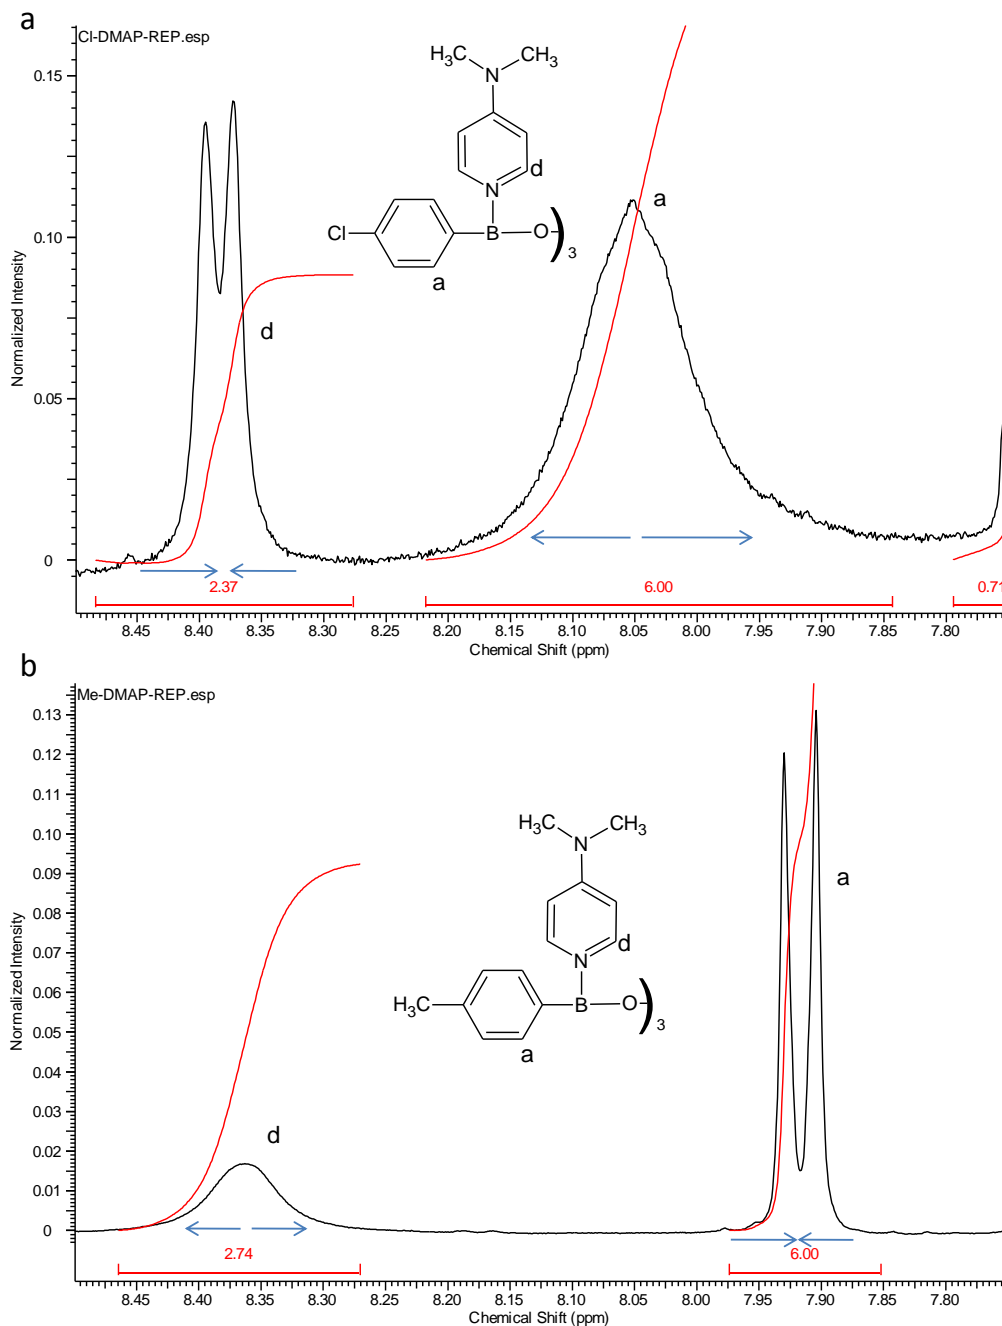 a
Cl-DMAP-REP.esp
H₃C CH₃
N
0.15
d
N
a
Cl B O ) 3
a
0.10
d
0.05
0
Normalized Intensity
2.37 6.00 0.71
8.45 8.40 8.35 8.30 8.25 8.20 8.15 8.10 8.05 8.00 7.95 7.90 7.85 7.80
Chemical Shift (ppm)
b
Me-DMAP-REP.esp
0.13
0.12
0.11
0.10
0.09
0.08
0.07
0.06
0.05
0.04
0.03
0.02
0.01
0
Normalized Intensity
H₃C CH₃
N
a
d
N
H₃C B O ) 3
a
d
2.74 6.00
8.45 8.40 8.35 8.30 8.25 8.20 8.15 8.10 8.05 8.00 7.95 7.90 7.85 7.80
Chemical Shift (ppm)